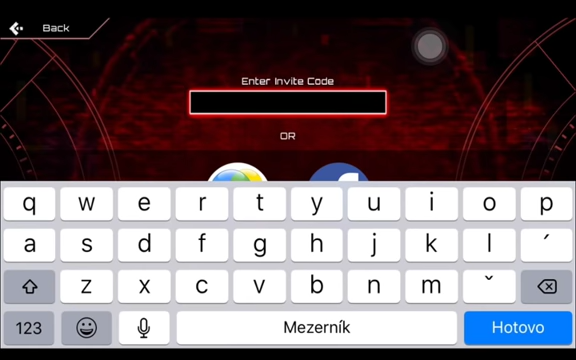 Back
Enter Invite Code
OR
q w e r t y u i o p
a s d f g h j k l ´
z x c v b n m ˇ
123 Mezerník Hotovo